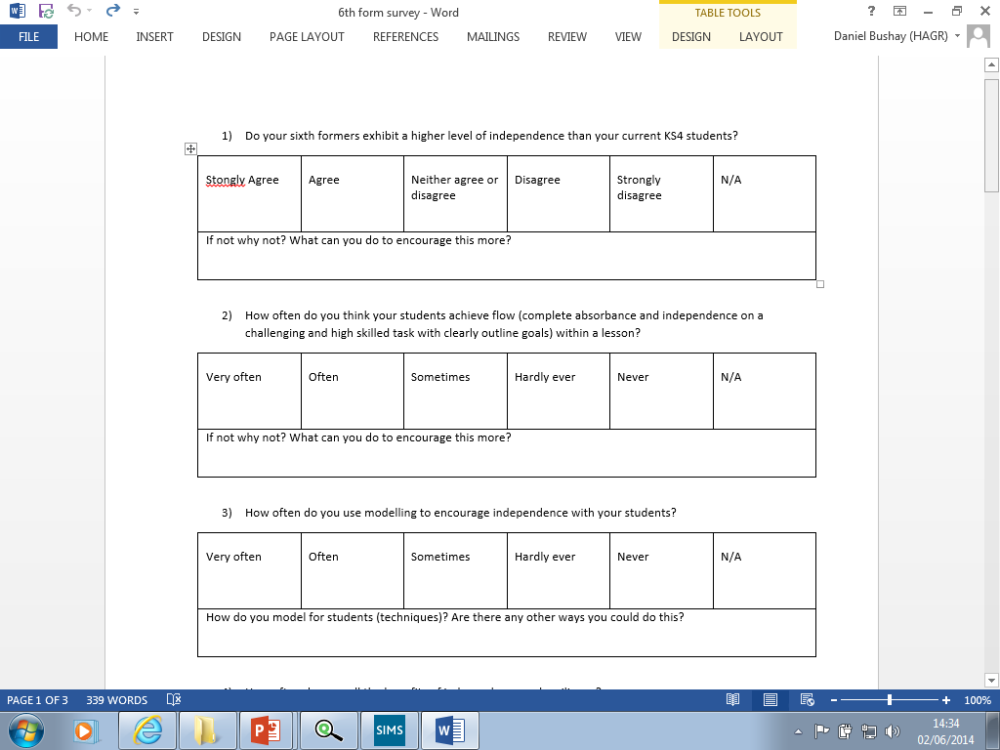 6th form survey - Word
TABLE TOOLS
?
FILE
HOME
INSERT
DESIGN
PAGE LAYOUT
REFERENCES
MAILINGS
REVIEW
VIEW
DESIGN
LAYOUT
Daniel Bushay (HAGR)
1) Do your sixth formers exhibit a higher level of independence than your current KS4 students?
Stongly Agree
Agree
Neither agree or
disagree
Disagree
Strongly
disagree
N/A
If not why not? What can you do to encourage this more?
2) How often do you think your students achieve flow (complete absorbance and independence on a
challenging and high skilled task with clearly outline goals) within a lesson?
Very often
Often
Sometimes
Hardly ever
Never
N/A
If not why not? What can you do to encourage this more?
3) How often do you use modelling to encourage independence with your students?
Very often
Often
Sometimes
Hardly ever
Never
N/A
How do you model for students (techniques)? Are there any other ways you could do this?
PAGE 1 OF 3
339 WORDS
100%
SIMS
14:34
02/06/2014